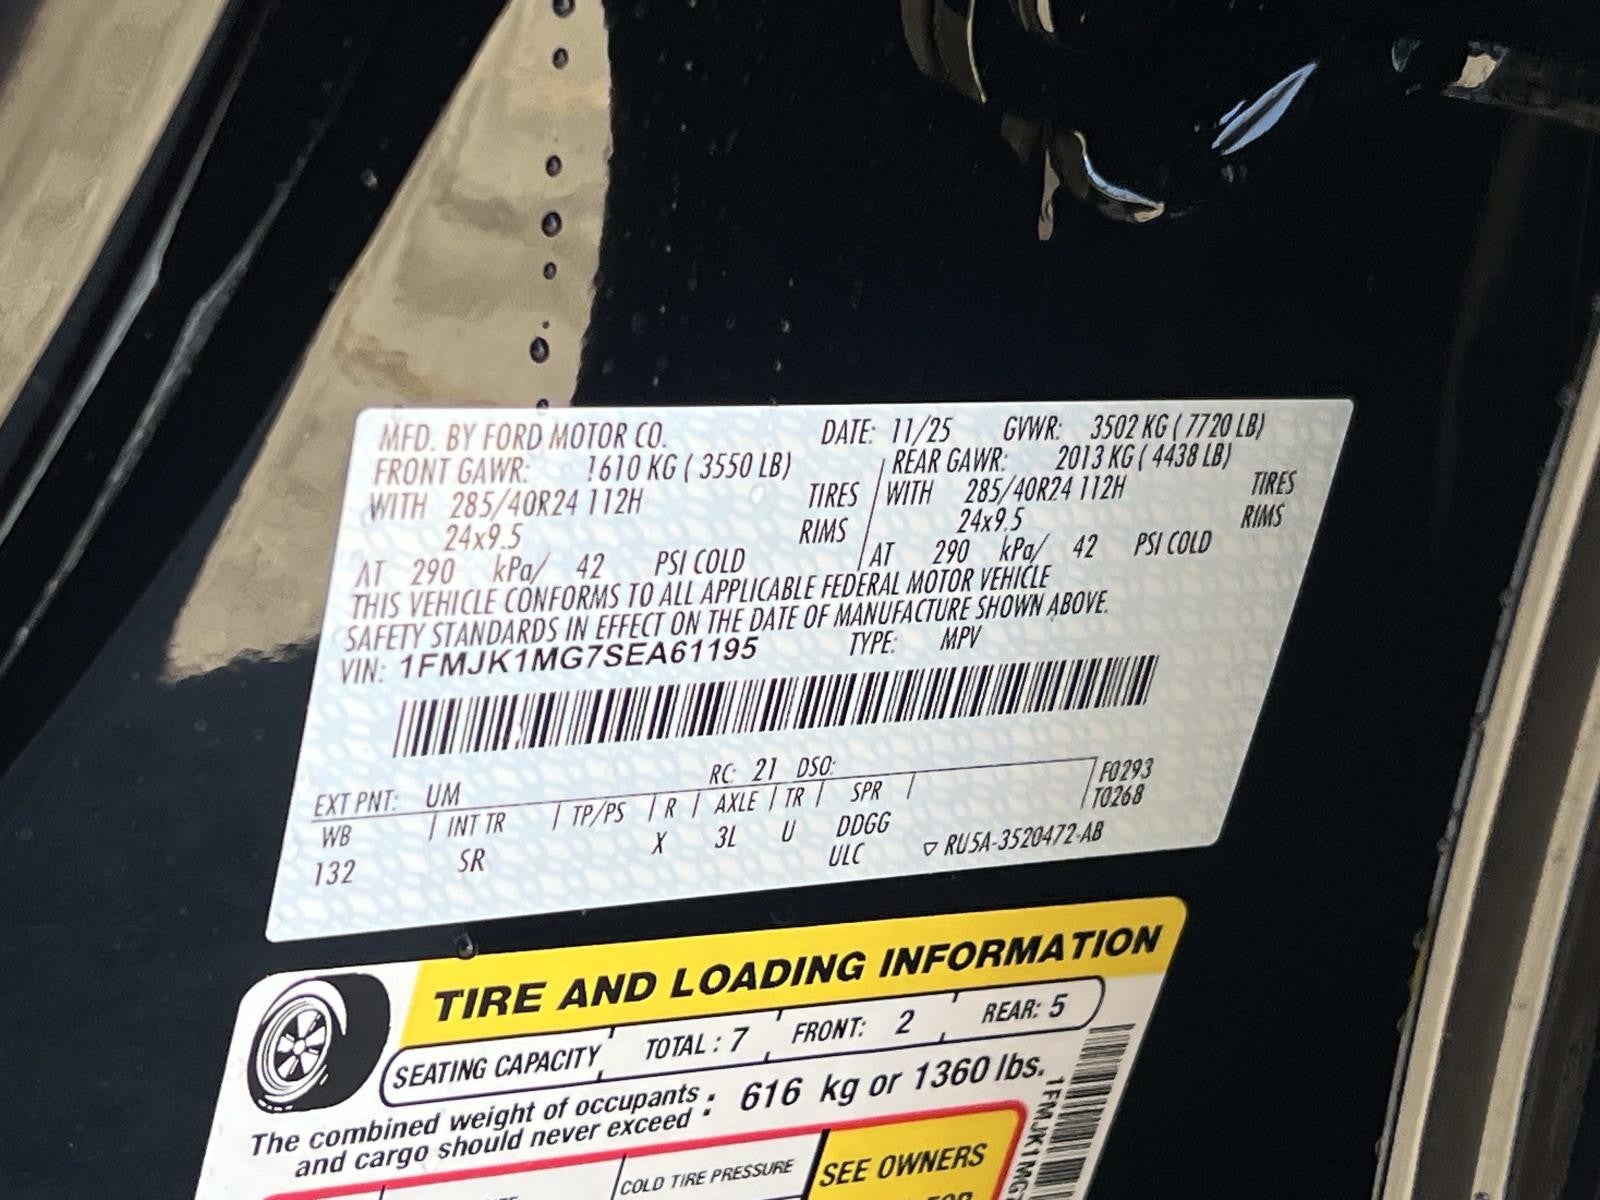 MFD. BY FORD MOTOR CO. DATE: 11/25 GVWR: 3502 KG ( 7720 LB)
FRONT GAWR: 1610 KG ( 3550 LB) REAR GAWR: 2013 KG ( 4438 LB)
WITH 285/40R24 112H TIRES WITH 285/40R24 112H TIRES
24x9.5 RIMS 24x9.5 RIMS
AT 290 kPa/ 42 PSI COLD AT 290 kPa/ 42 PSI COLD
THIS VEHICLE CONFORMS TO ALL APPLICABLE FEDERAL MOTOR VEHICLE
SAFETY STANDARDS IN EFFECT ON THE DATE OF MANUFACTURE SHOWN ABOVE.
VIN: 1FMJK1MG7SEA61195 TYPE: MPV
EXT PNT: UM RC: 21 DSO: F0293
WB INT TR TP/PS R AXLE TR SPR T0268
132 SR X 3L U DDGG
ULC ▽ RU5A-3520472-AB
TIRE AND LOADING INFORMATION
SEATING CAPACITY TOTAL : 7 FRONT: 2 REAR: 5
The combined weight of occupants
and cargo should never exceed : 616 kg or 1360 lbs.
COLD TIRE PRESSURE SEE OWNERS
1FMJK1MG7